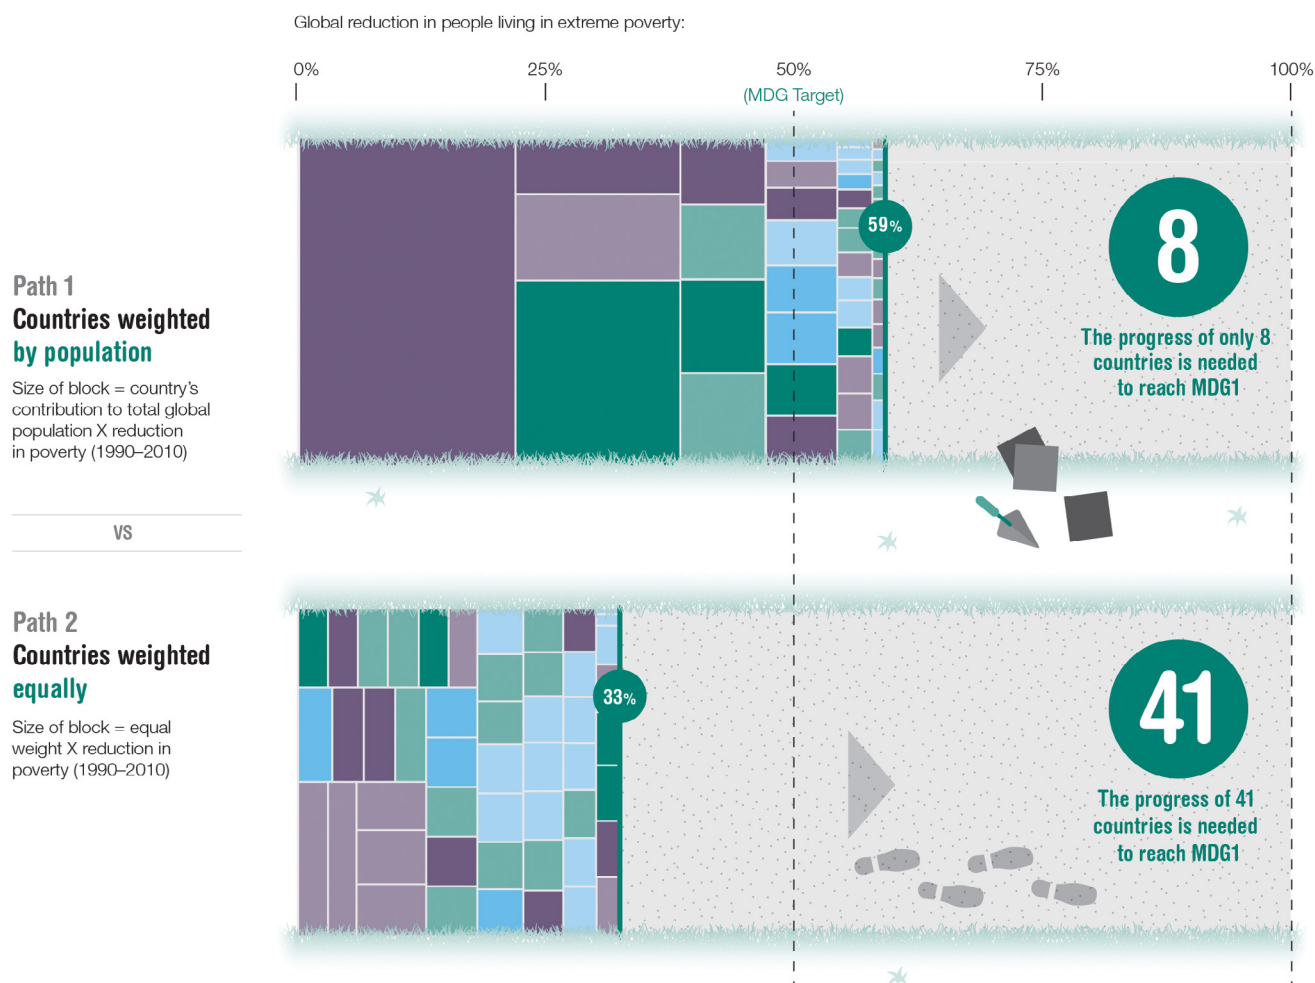 Global reduction in people living in extreme poverty:
0% 25% 50% 75% 100%
(MDG Target)
Path 1
Countries weighted
by population
Size of block = country's
contribution to total global
population X reduction
in poverty (1990–2010)
59%
8
The progress of only 8
countries is needed
to reach MDG1
VS
Path 2
Countries weighted
equally
Size of block = equal
weight X reduction in
poverty (1990–2010)
33%
41
The progress of 41
countries is needed
to reach MDG1